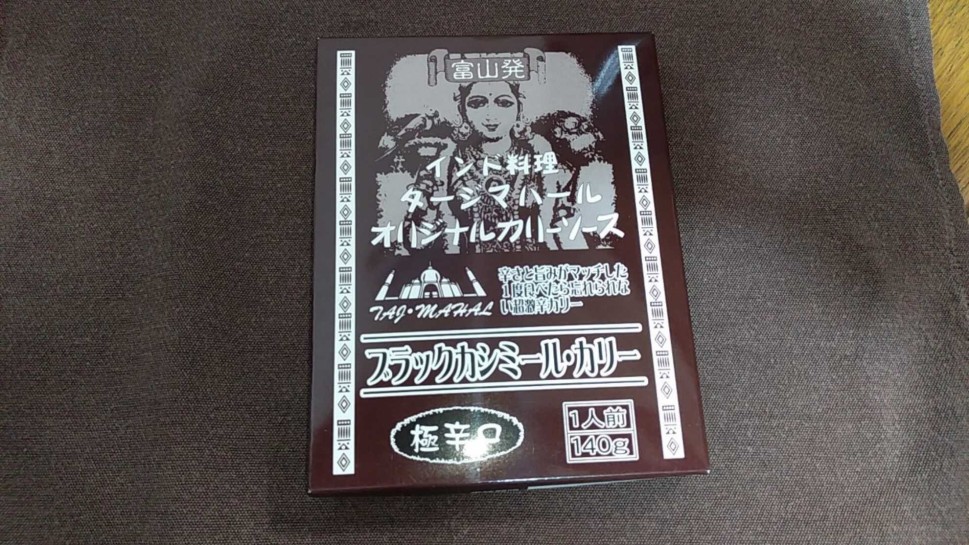 富山発
インド料理
タージマハール
オリジナルカリーソース
TAJ・MAHAL
辛さと旨みがマッチした
1度食べたら忘れられな
い超激辛カリー
ブラックカシミール・カリー
極辛口
1人前
140g